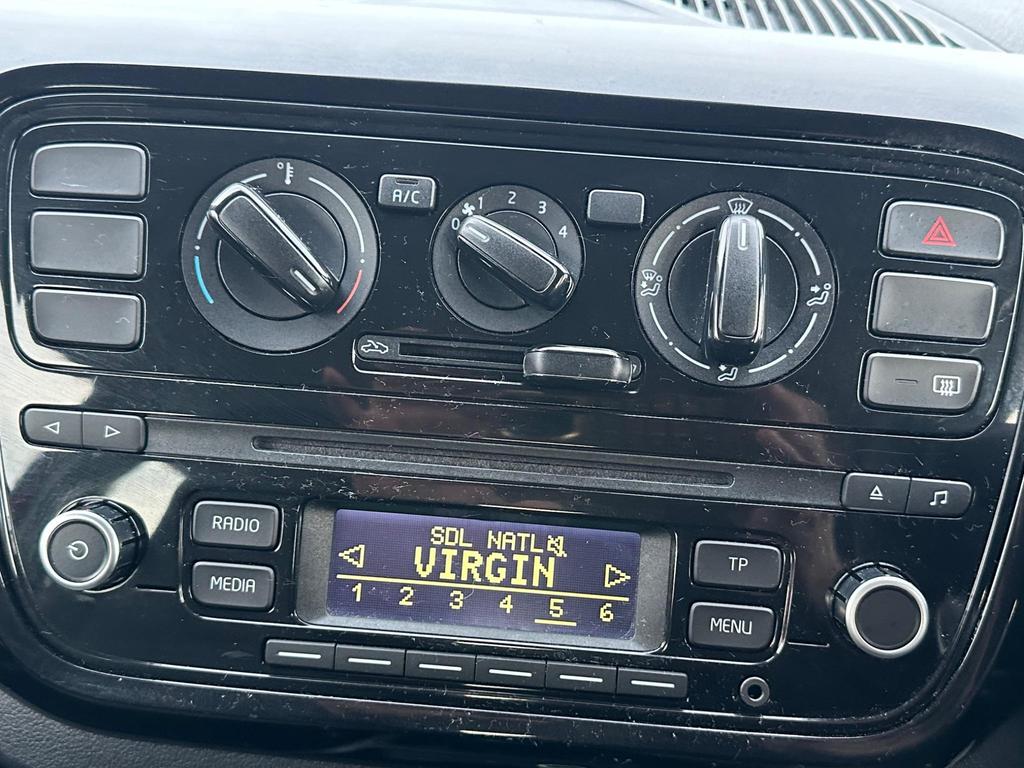 A/C
0 1 2 3 4
RADIO
MEDIA
SDL NATL
VIRGIN
1 2 3 4 5 6
TP
MENU